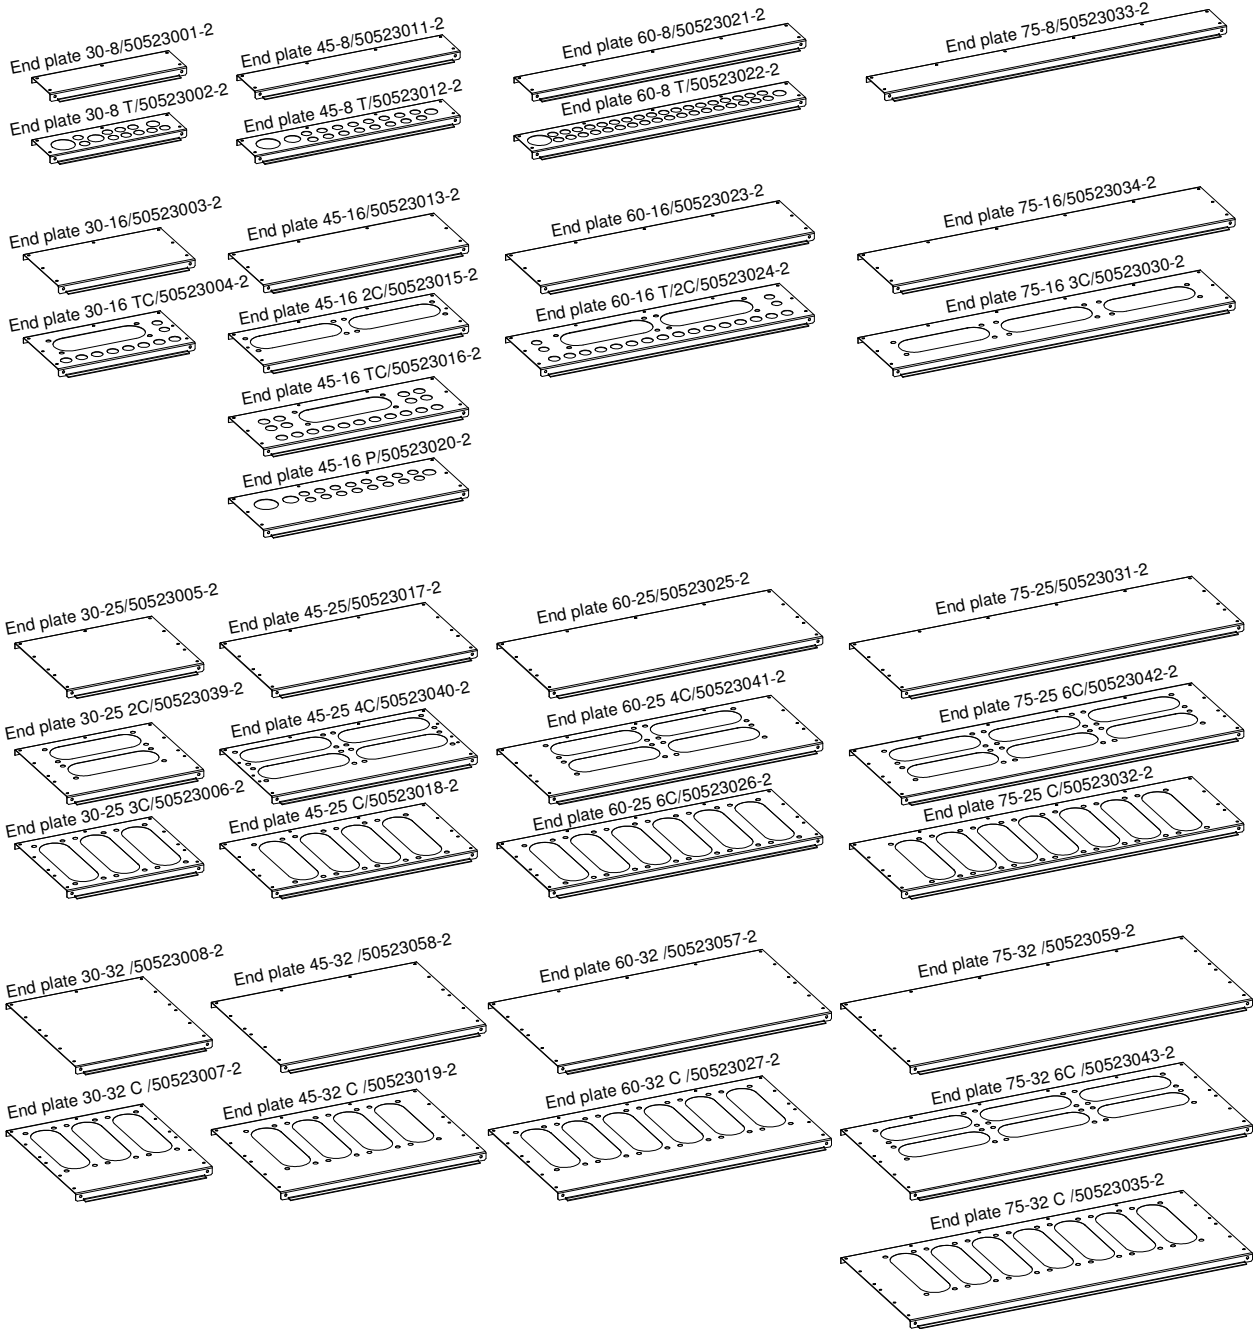 End plate 30-8/50523001-2
End plate 45-8/50523011-2
End plate 60-8/50523021-2
End plate 75-8/50523033-2
End plate 30-8 T/50523002-2
End plate 45-8 T/50523012-2
End plate 60-8 T/50523022-2
End plate 30-16/50523003-2
End plate 45-16/50523013-2
End plate 60-16/50523023-2
End plate 75-16/50523034-2
End plate 30-16 TC/50523004-2
End plate 45-16 2C/50523015-2
End plate 60-16 T/2C/50523024-2
End plate 75-16 3C/50523030-2
End plate 45-16 TC/50523016-2
End plate 45-16 P/50523020-2
End plate 30-25/50523005-2
End plate 45-25/50523017-2
End plate 60-25/50523025-2
End plate 75-25/50523031-2
End plate 30-25 2C/50523039-2
End plate 45-25 4C/50523040-2
End plate 60-25 4C/50523041-2
End plate 75-25 6C/50523042-2
End plate 30-25 3C/50523006-2
End plate 45-25 C/50523018-2
End plate 60-25 6C/50523026-2
End plate 75-25 C/50523032-2
End plate 30-32 /50523008-2
End plate 45-32 /50523058-2
End plate 60-32 /50523057-2
End plate 75-32 /50523059-2
End plate 30-32 C /50523007-2
End plate 45-32 C /50523019-2
End plate 60-32 C /50523027-2
End plate 75-32 6C /50523043-2
End plate 75-32 C /50523035-2